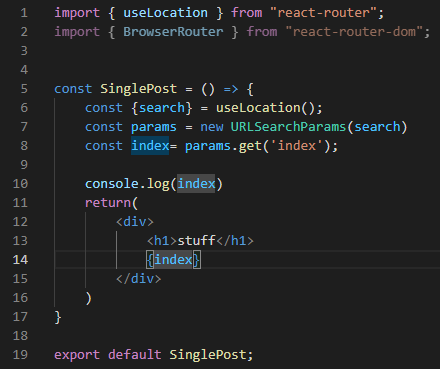 1 import { useLocation } from "react-router";
2 import { BrowserRouter } from "react-router-dom";
3
4
5 const SinglePost = () => {
6     const {search} = useLocation();
7     const params = new URLSearchParams(search)
8     const index= params.get('index');
9
10     console.log(index)
11     return(
12         <div>
13             <h1>stuff</h1>
14             {index}
15         </div>
16     )
17 }
18
19 export default SinglePost;